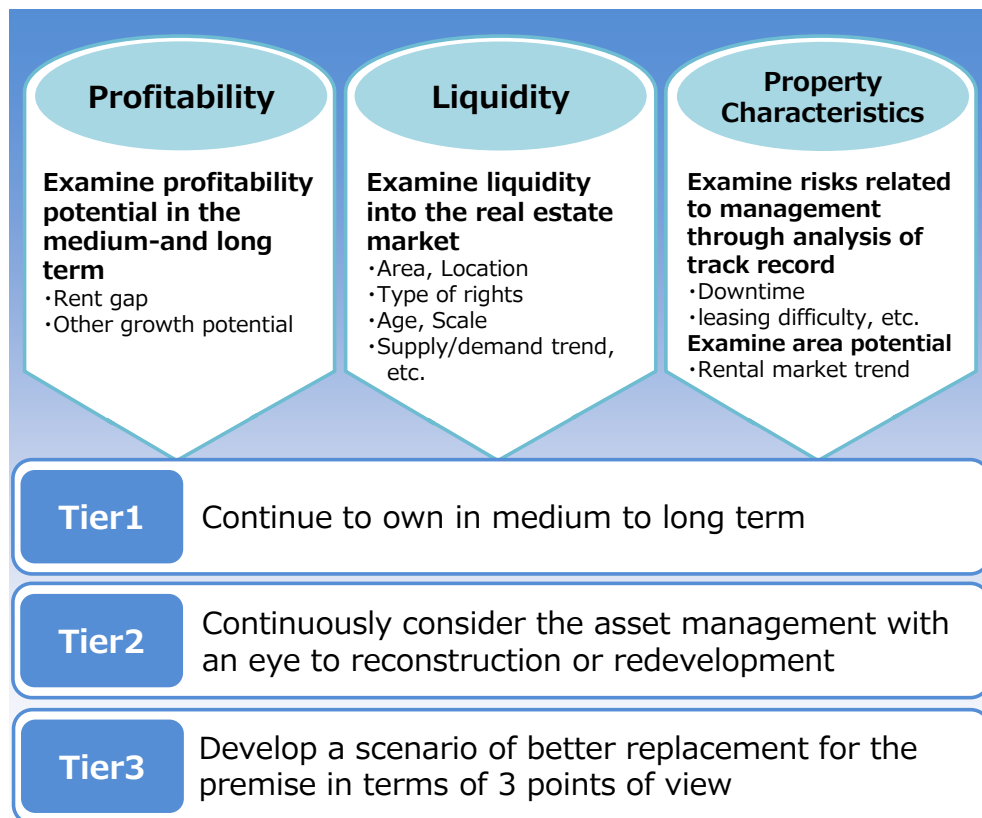 Profitability
Examine profitability
potential in the
medium-and long
term
・Rent gap
・Other growth potential
Liquidity
Examine liquidity
into the real estate
market
・Area, Location
・Type of rights
・Age, Scale
・Supply/demand trend,
etc.
Property
Characteristics
Examine risks related
to management
through analysis of
track record
・Downtime
・leasing difficulty, etc.
Examine area potential
・Rental market trend
Tier1
Continue to own in medium to long term
Tier2
Continuously consider the asset management with
an eye to reconstruction or redevelopment
Tier3
Develop a scenario of better replacement for the
premise in terms of 3 points of view